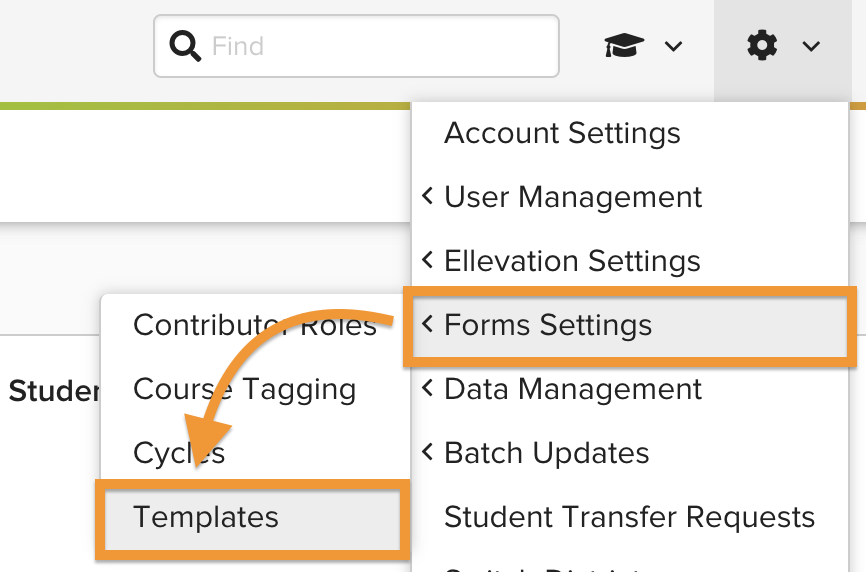 Find
Account Settings
User Management
Ellevation Settings
Forms Settings
Data Management
Batch Updates
Student Transfer Requests
Contributor Roles
Course Tagging
Cycles
Templates